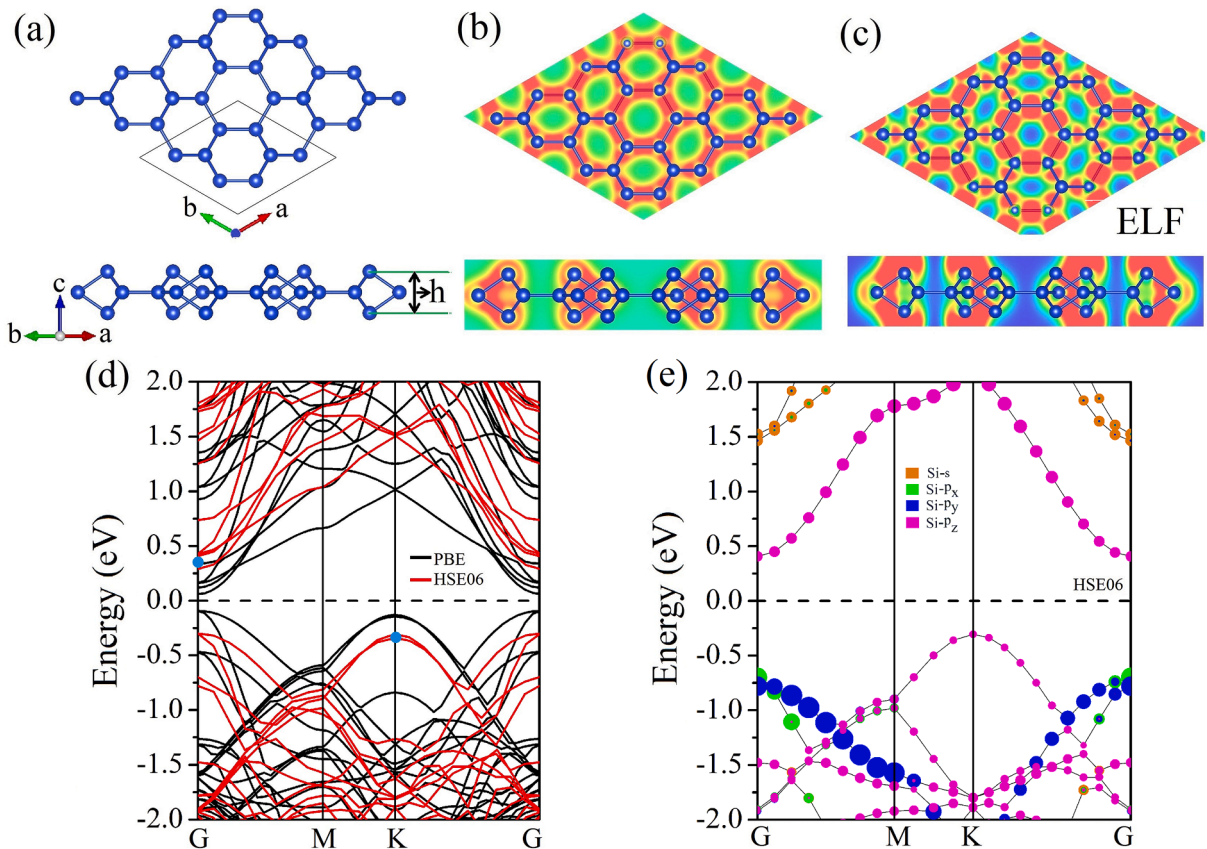 (a)
b
a
c
b
a
h
(b)
(c)
ELF
(d)
Energy (eV)
2.0
1.5
1.0
0.5
0.0
-0.5
-1.0
-1.5
-2.0
PBE
HSE06
G M K G
(e)
Energy (eV)
2.0
1.5
1.0
0.5
0.0
-0.5
-1.0
-1.5
-2.0
Si-s
Si-px
Si-py
Si-pz
HSE06
G M K G